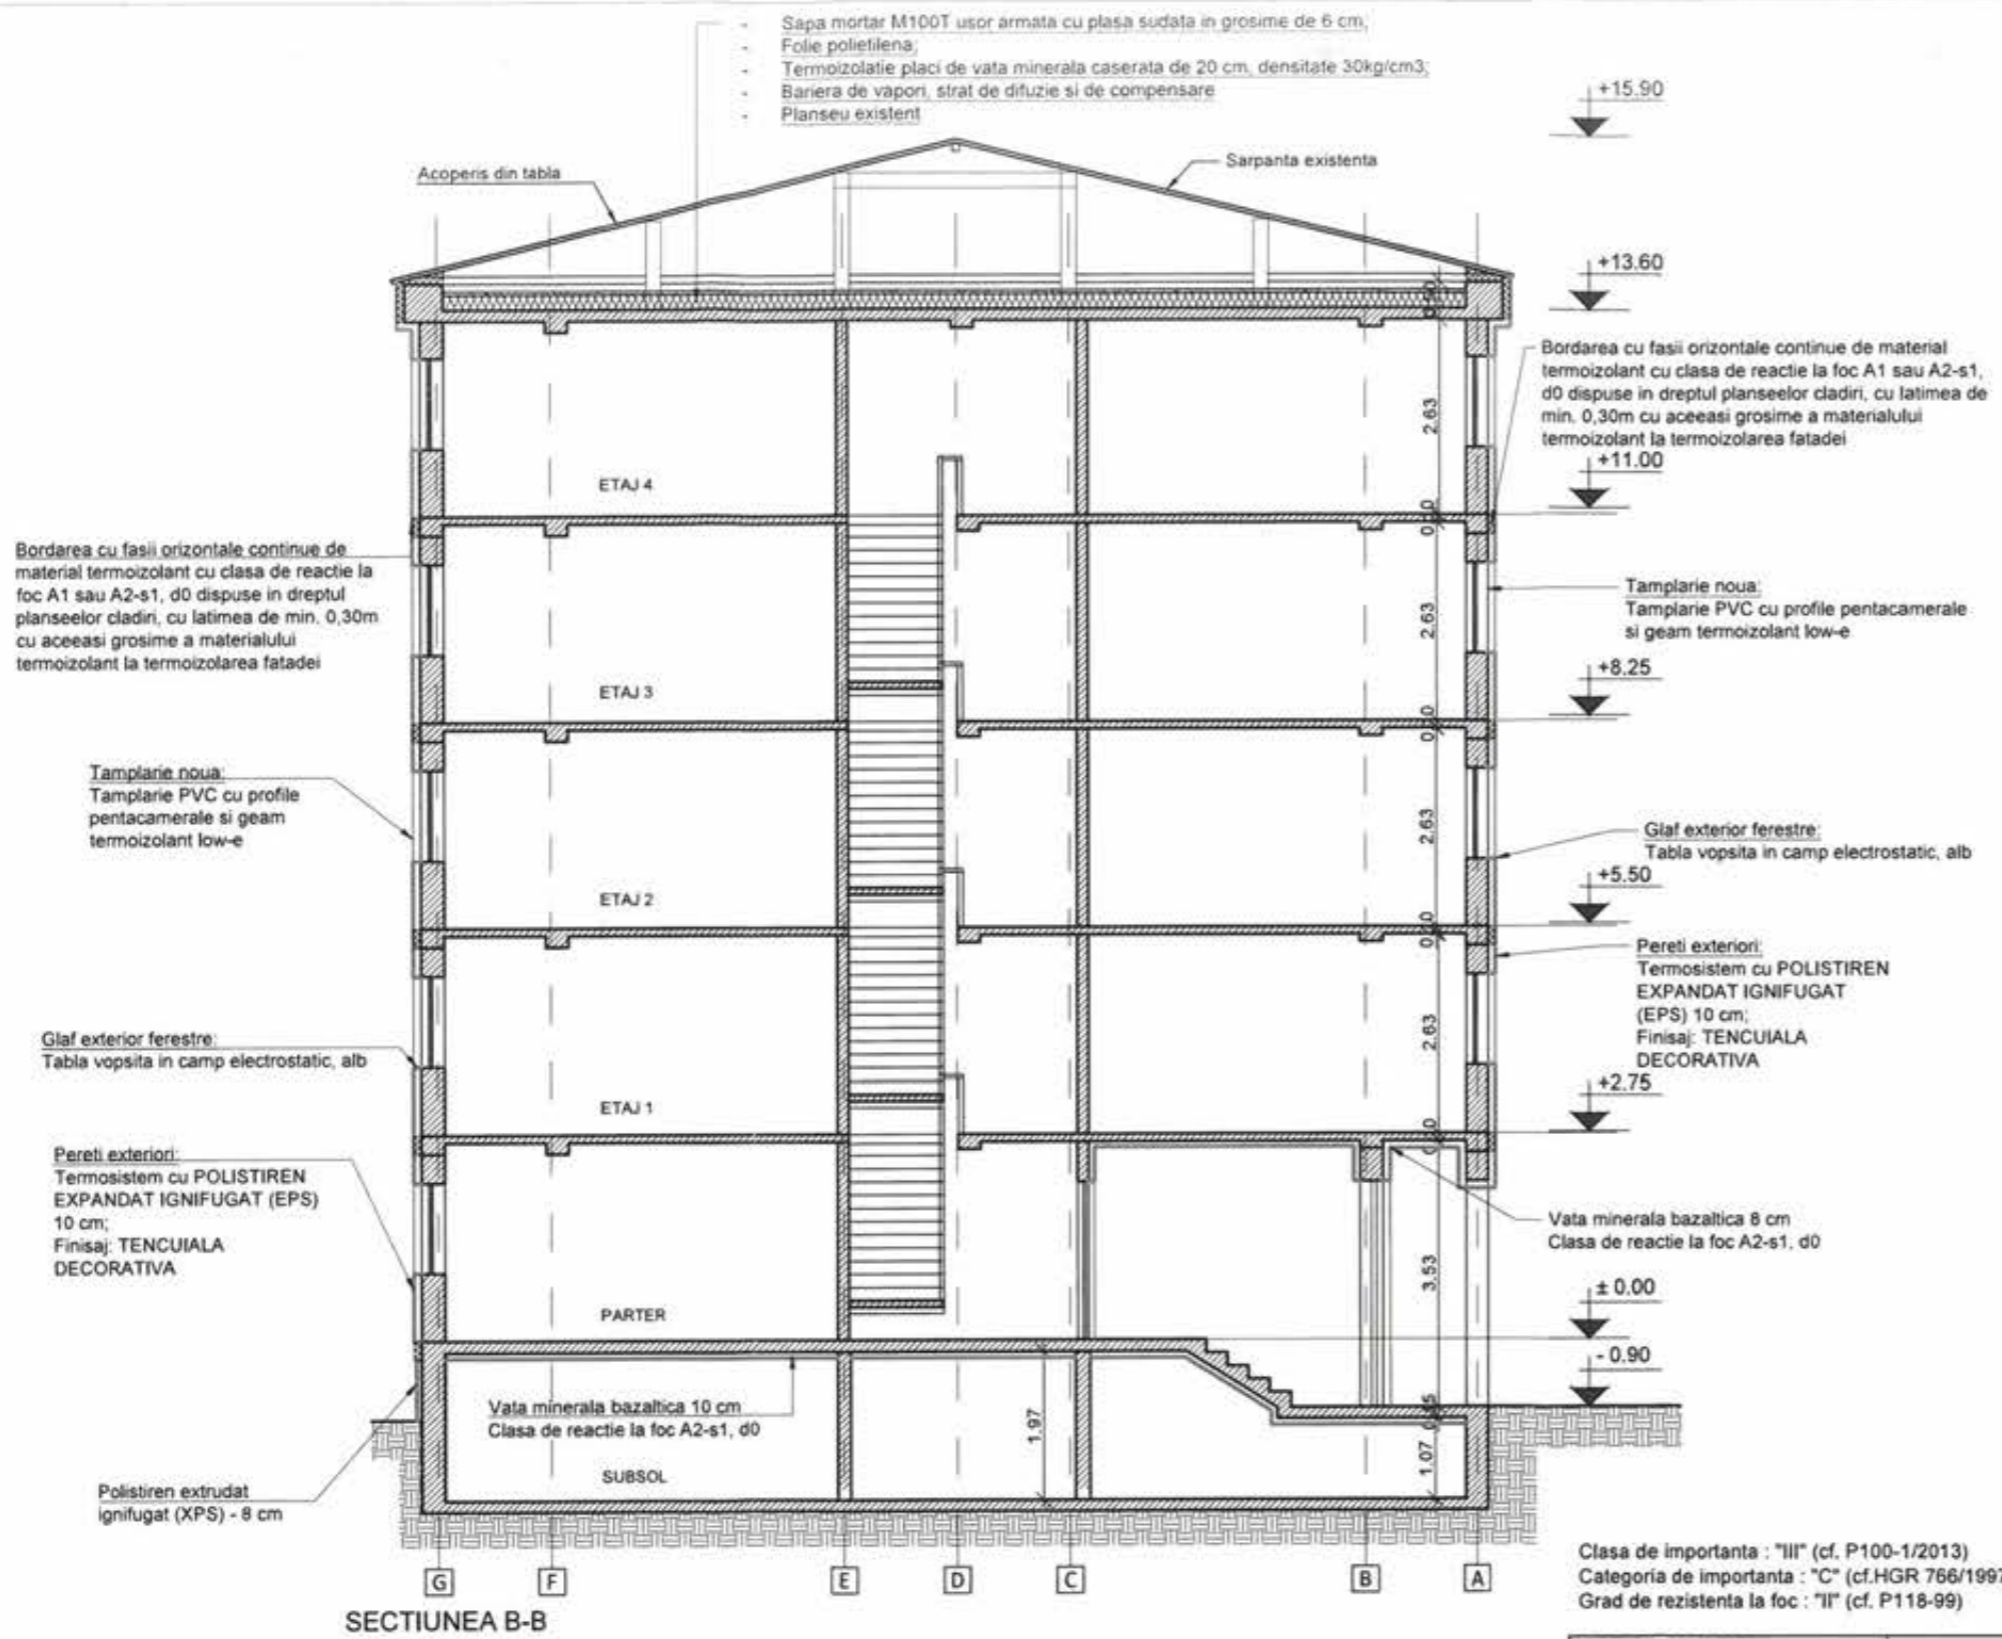 - Sapa mortar M100T usor armata cu plasa sudata in grosime de 6 cm;
- Folie polietilena;
- Termoizolatie placi de vata minerala caserata de 20 cm, densitate 30kg/cm3;
- Bariera de vapori, strat de difuzie si de compensare
- Planseu existent
+15.90
Acoperis din tabla
Sarpanta existenta
+13.60
Bordarea cu fasii orizontale continue de material
termoizolant cu clasa de reactie la foc A1 sau A2-s1,
d0 dispuse in dreptul planseelor cladiri, cu latimea de
min. 0,30m cu aceeasi grosime a materialului
termoizolant la termoizolarea fatadei
2.63
+11.00
ETAJ 4
Bordarea cu fasii orizontale continue de
material termoizolant cu clasa de reactie la
foc A1 sau A2-s1, d0 dispuse in dreptul
planseelor cladiri, cu latimea de min. 0,30m
cu aceeasi grosime a materialului
termoizolant la termoizolarea fatadei
Tamplarie noua:
Tamplarie PVC cu profile pentacamerale
si geam termoizolant low-e
2.63
+8.25
ETAJ 3
Tamplarie noua:
Tamplarie PVC cu profile
pentacamerale si geam
termoizolant low-e
2.63
Glaf exterior ferestre:
Tabla vopsita in camp electrostatic, alb
+5.50
ETAJ 2
Pereti exteriori:
Termosistem cu POLISTIREN
EXPANDAT IGNIFUGAT
(EPS) 10 cm;
Finisaj: TENCUIALA
DECORATIVA
Glaf exterior ferestre:
Tabla vopsita in camp electrostatic, alb
2.63
+2.75
ETAJ 1
Pereti exteriori:
Termosistem cu POLISTIREN
EXPANDAT IGNIFUGAT (EPS)
10 cm;
Finisaj: TENCUIALA
DECORATIVA
Vata minerala bazaltica 8 cm
Clasa de reactie la foc A2-s1, d0
3.53
± 0.00
PARTER
- 0.90
Vata minerala bazaltica 10 cm
Clasa de reactie la foc A2-s1, d0
1.97
1.07
SUBSOL
Polistiren extrudat
ignifugat (XPS) - 8 cm
G F E D C B A
SECTIUNEA B-B
Clasa de importanta : "III" (cf. P100-1/2013)
Categoria de importanta : "C" (cf.HGR 766/1997
Grad de rezistenta la foc : "II" (cf. P118-99)